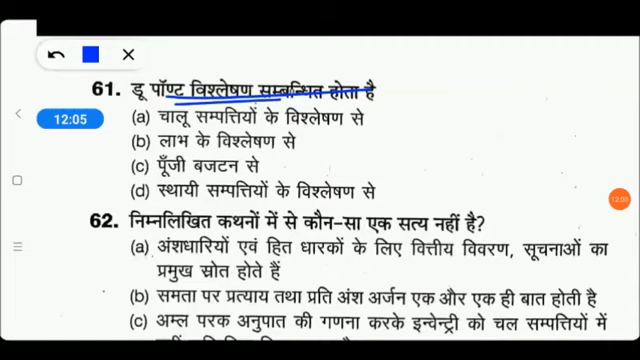 61. डू पॉण्ट विश्लेषण सम्बन्धित होता है
12:05
(a) चालू सम्पत्तियों के विश्लेषण से
(b) लाभ के विश्लेषण से
(c) पूँजी बजटन से
(d) स्थायी सम्पत्तियों के विश्लेषण से
12:05
62. निम्नलिखित कथनों में से कौन-सा एक सत्य नहीं है?
(a) अंशधारियों एवं हित धारकों के लिए वित्तीय विवरण, सूचनाओं का
प्रमुख स्रोत होते हैं
(b) समता पर प्रत्याय तथा प्रति अंश अर्जन एक और एक ही बात होती है
(c) अम्ल परक अनुपात की गणना करके इन्वेन्ट्री को चल सम्पत्तियों में